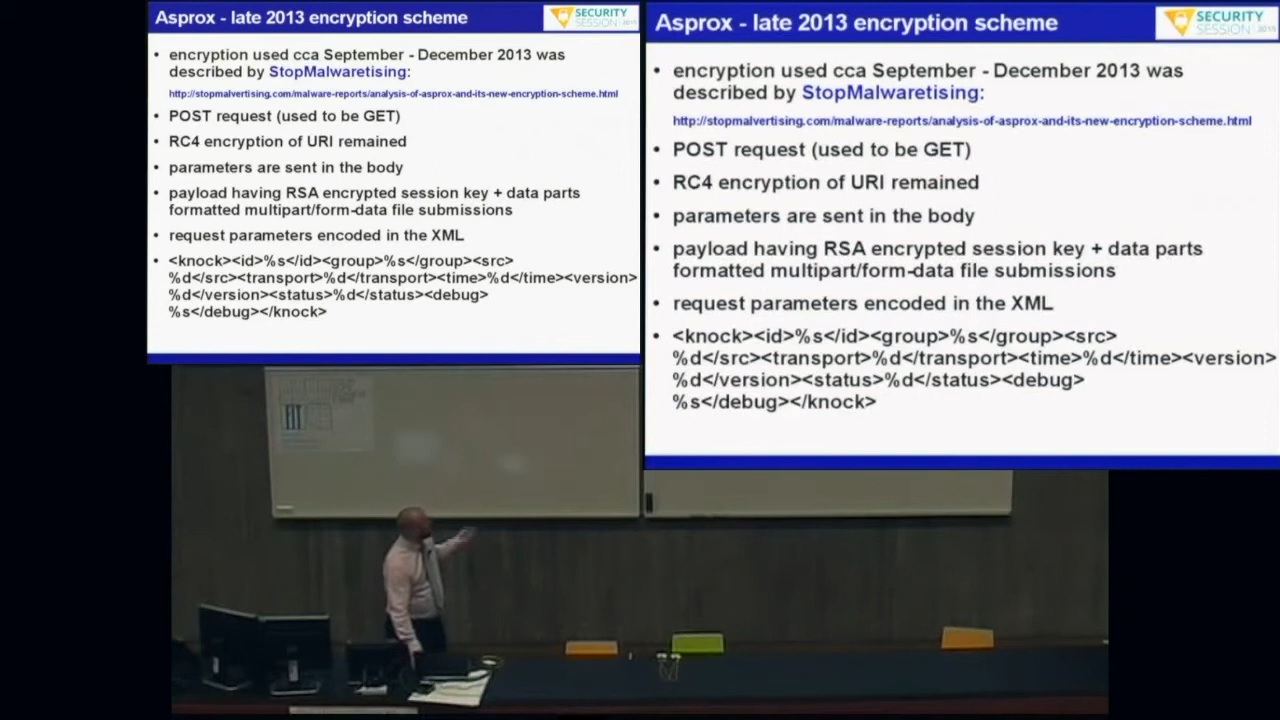 Asprox - late 2013 encryption scheme
SECURITY
SESSION 2015
• encryption used cca September - December 2013 was
described by StopMalwaretising:
http://stopmalvertising.com/malware-reports/analysis-of-asprox-and-its-new-encryption-scheme.html
• POST request (used to be GET)
• RC4 encryption of URI remained
• parameters are sent in the body
• payload having RSA encrypted session key + data parts
formatted multipart/form-data file submissions
• request parameters encoded in the XML
• <knock><id>%s</id><group>%s</group><src>
%d</src><transport>%d</transport><time>%d</time><version>
%d</version><status>%d</status><debug>
%s</debug></knock>
Asprox - late 2013 encryption scheme
SECURITY
SESSION 2015
• encryption used cca September - December 2013 was
described by StopMalwaretising:
http://stopmalvertising.com/malware-reports/analysis-of-asprox-and-its-new-encryption-scheme.html
• POST request (used to be GET)
• RC4 encryption of URI remained
• parameters are sent in the body
• payload having RSA encrypted session key + data parts
formatted multipart/form-data file submissions
• request parameters encoded in the XML
• <knock><id>%s</id><group>%s</group><src>
%d</src><transport>%d</transport><time>%d</time><version>
%d</version><status>%d</status><debug>
%s</debug></knock>